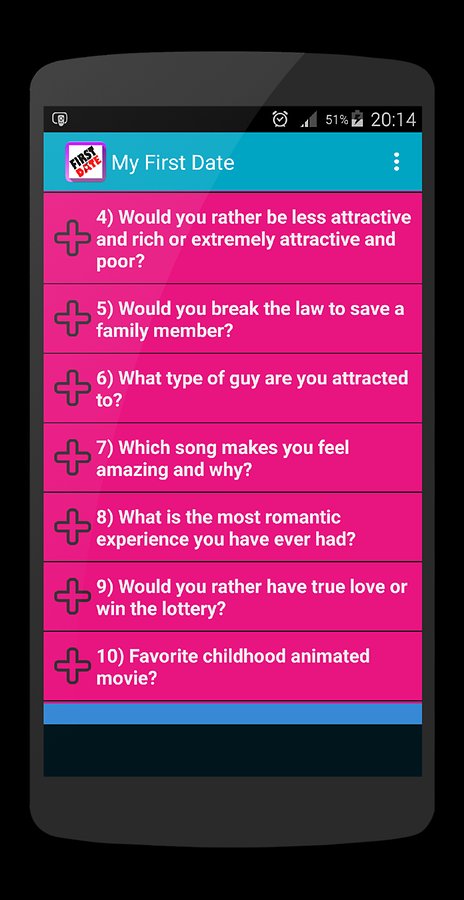 51% 20:14
FIRST
DATE
My First Date
4) Would you rather be less attractive
and rich or extremely attractive and
poor?
5) Would you break the law to save a
family member?
6) What type of guy are you attracted
to?
7) Which song makes you feel
amazing and why?
8) What is the most romantic
experience you have ever had?
9) Would you rather have true love or
win the lottery?
10) Favorite childhood animated
movie?